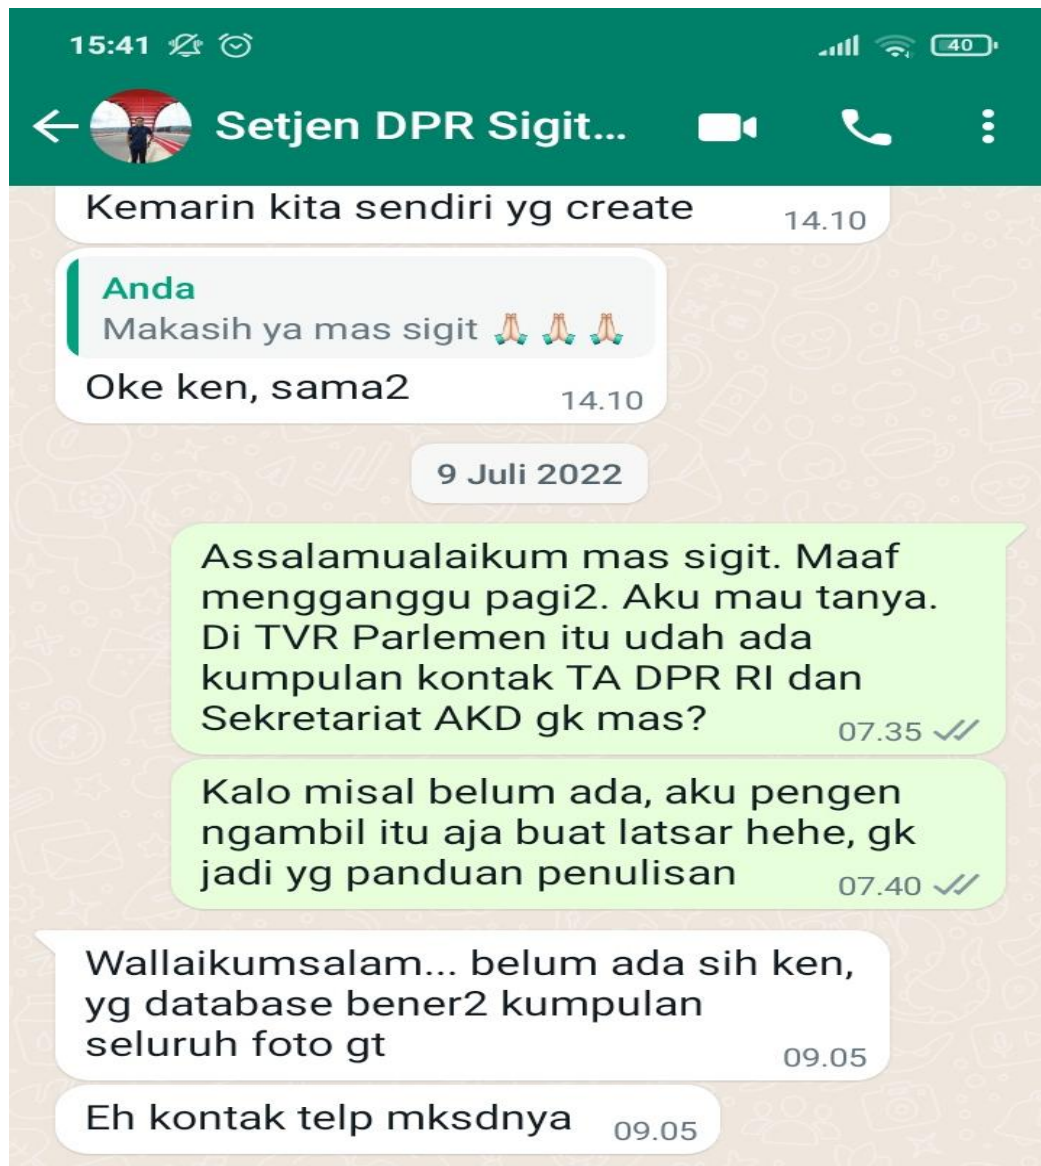 15:41
40
Setjen DPR Sigit...
Kemarin kita sendiri yg create
14.10
Anda
Makasih ya mas sigit 🙏🏻 🙏🏻 🙏🏻
Oke ken, sama2
14.10
9 Juli 2022
Assalamualaikum mas sigit. Maaf
mengganggu pagi2. Aku mau tanya.
Di TVR Parlemen itu udah ada
kumpulan kontak TA DPR RI dan
Sekretariat AKD gk mas?
07.35
Kalo misal belum ada, aku pengen
ngambil itu aja buat latsar hehe, gk
jadi yg panduan penulisan
07.40
Wallaikumsalam... belum ada sih ken,
yg database bener2 kumpulan
seluruh foto gt
09.05
Eh kontak telp mksdnya
09.05